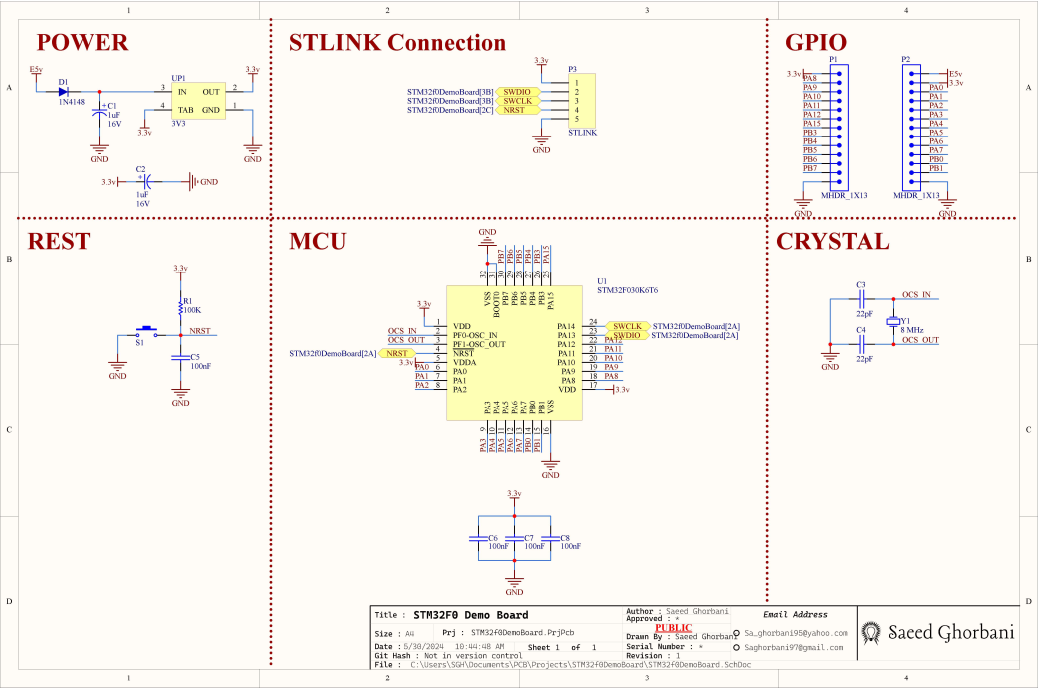 1 2 3 4
POWER
STLINK Connection
GPIO
A
A
E5v
D1
1N4148
C1
1uF
16V
GND
UP1
3 IN OUT 2
4 TAB GND 1
3V3
3.3v
3.3v
GND
C2
3.3v
1uF
16V
GND
3.3v
P3
STM32f0DemoBoard[3B] SWDIO
STM32f0DemoBoard[3B] SWCLK
STM32f0DemoBoard[2C] NRST
1
2
3
4
5
STLINK
GND
P1
3.3v
PA8
PA9
PA10
PA11
PA12
PA15
PB3
PB4
PB5
PB6
PB7
MHDR_1X13
GND
P2
E5v
3.3v
PA0
PA1
PA2
PA3
PA4
PA5
PA6
PA7
PB0
PB1
MHDR_1X13
GND
REST
MCU
CRYSTAL
B
B
3.3v
R1
100K
NRST
S1
C5
100nF
GND
GND
GND
PB7 PB6 PB5 PB4 PB3 PA15
32 31 30 29 28 27 26 25
VSS BOOT0 PB7 PB6 PB5 PB4 PB3 PA15
U1
STM32F030K6T6
3.3v
1 VDD
OCS_IN 2 PF0-OSC_IN
OCS_OUT 3 PF1-OSC_OUT
STM32f0DemoBoard[2A] NRST 4 NRST
3.3v 5 VDDA
PA0 6 PA0
PA1 7 PA1
PA2 8 PA2
PA14 24 SWCLK STM32f0DemoBoard[2A]
PA13 23 SWDIO STM32f0DemoBoard[2A]
PA12 22 PA12
PA11 21 PA11
PA10 20 PA10
PA9 19 PA9
PA8 18 PA8
VDD 17 3.3v
PA3 PA4 PA5 PA6 PA7 PB0 PB1 VSS
9 10 11 12 13 14 15 16
PA3 PA4 PA5 PA6 PA7 PB0 PB1
GND
C3
22pF
OCS_IN
Y1
8 MHz
C4
22pF
OCS_OUT
GND
C
C
3.3v
C6
100nF
C7
100nF
C8
100nF
GND
D
D
Title : STM32F0 Demo Board
Size : A4 Prj : STM32f0DemoBoard.PrjPcb
Date : 5/30/2024 10:44:48 AM Sheet 1 of 1
Git Hash : Not in version control
File : C:\Users\SGH\Documents\PCB\Projects\STM32f0DemoBoard\STM32f0DemoBoard.SchDoc
Author : Saeed Ghorbani
Approved : *
PUBLIC
Drawn By : Saeed Ghorbani
Serial Number : *
Revision : 1
Email Address
Sa_ghorbani95@yahoo.com
Saghorbani97@gmail.com
Saeed Ghorbani
1 2 3 4